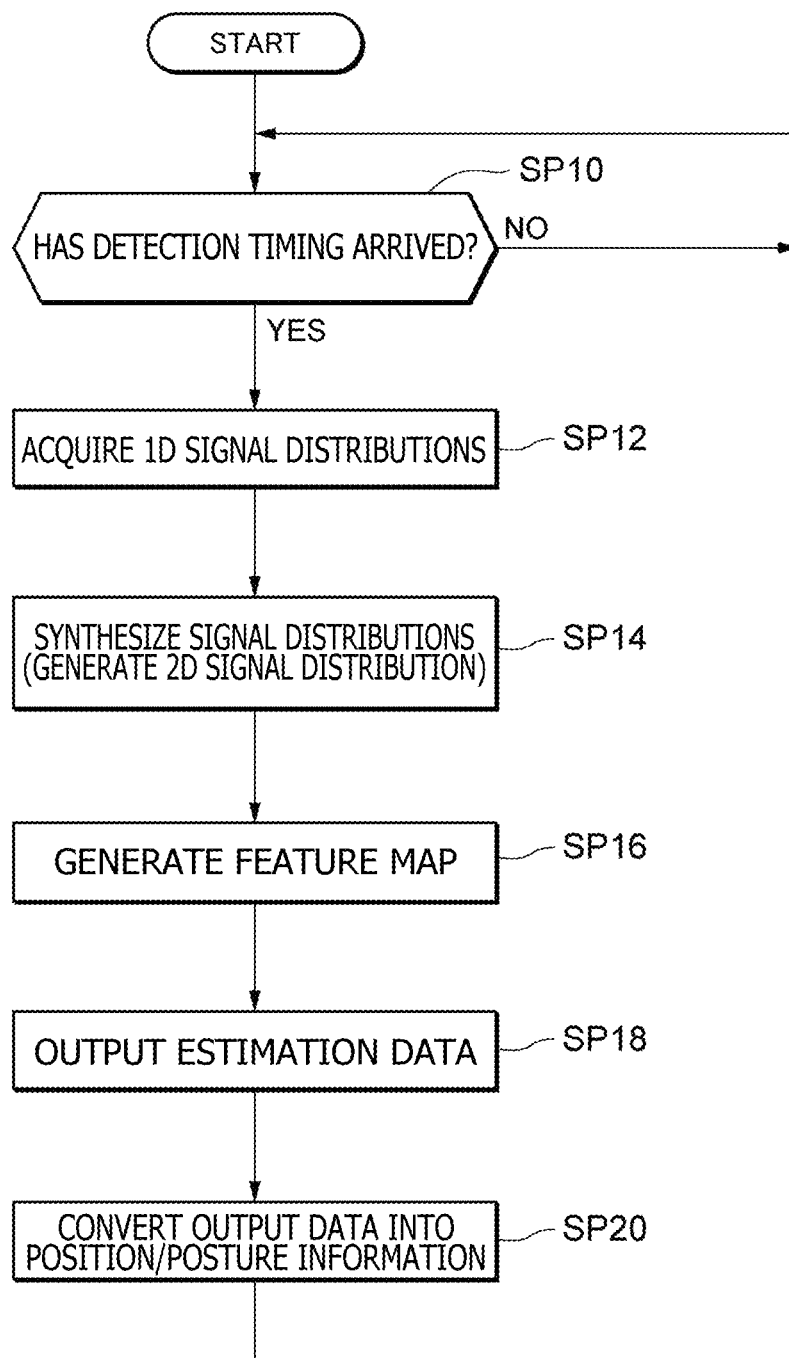 START
SP10
HAS DETECTION TIMING ARRIVED?
NO
YES
ACQUIRE 1D SIGNAL DISTRIBUTIONS
SP12
SYNTHESIZE SIGNAL DISTRIBUTIONS
(GENERATE 2D SIGNAL DISTRIBUTION)
SP14
GENERATE FEATURE MAP
SP16
OUTPUT ESTIMATION DATA
SP18
CONVERT OUTPUT DATA INTO
POSITION/POSTURE INFORMATION
SP20